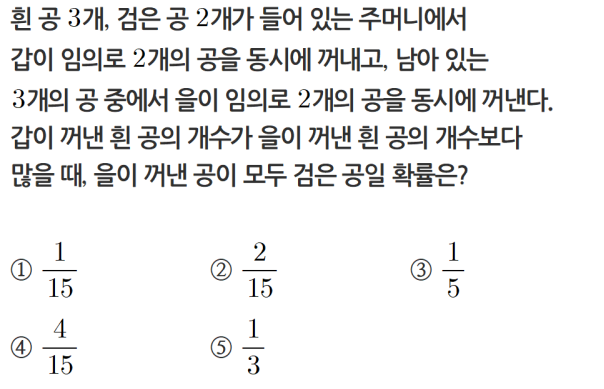 흰 공 3개, 검은 공 2개가 들어 있는 주머니에서
갑이 임의로 2개의 공을 동시에 꺼내고, 남아 있는
3개의 공 중에서 을이 임의로 2개의 공을 동시에 꺼낸다.
갑이 꺼낸 흰 공의 개수가 을이 꺼낸 흰 공의 개수보다
많을 때, 을이 꺼낸 공이 모두 검은 공일 확률은?
① 1/15 ② 2/15 ③ 1/5
④ 4/15 ⑤ 1/3